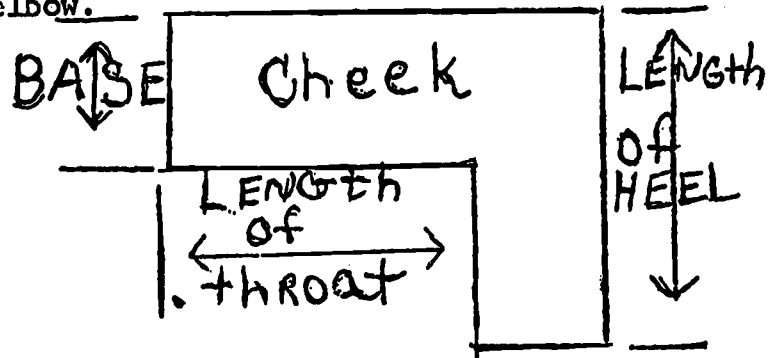 elbow.
BASE Cheek LENGth
of
HEEL
LENGth
of
throat